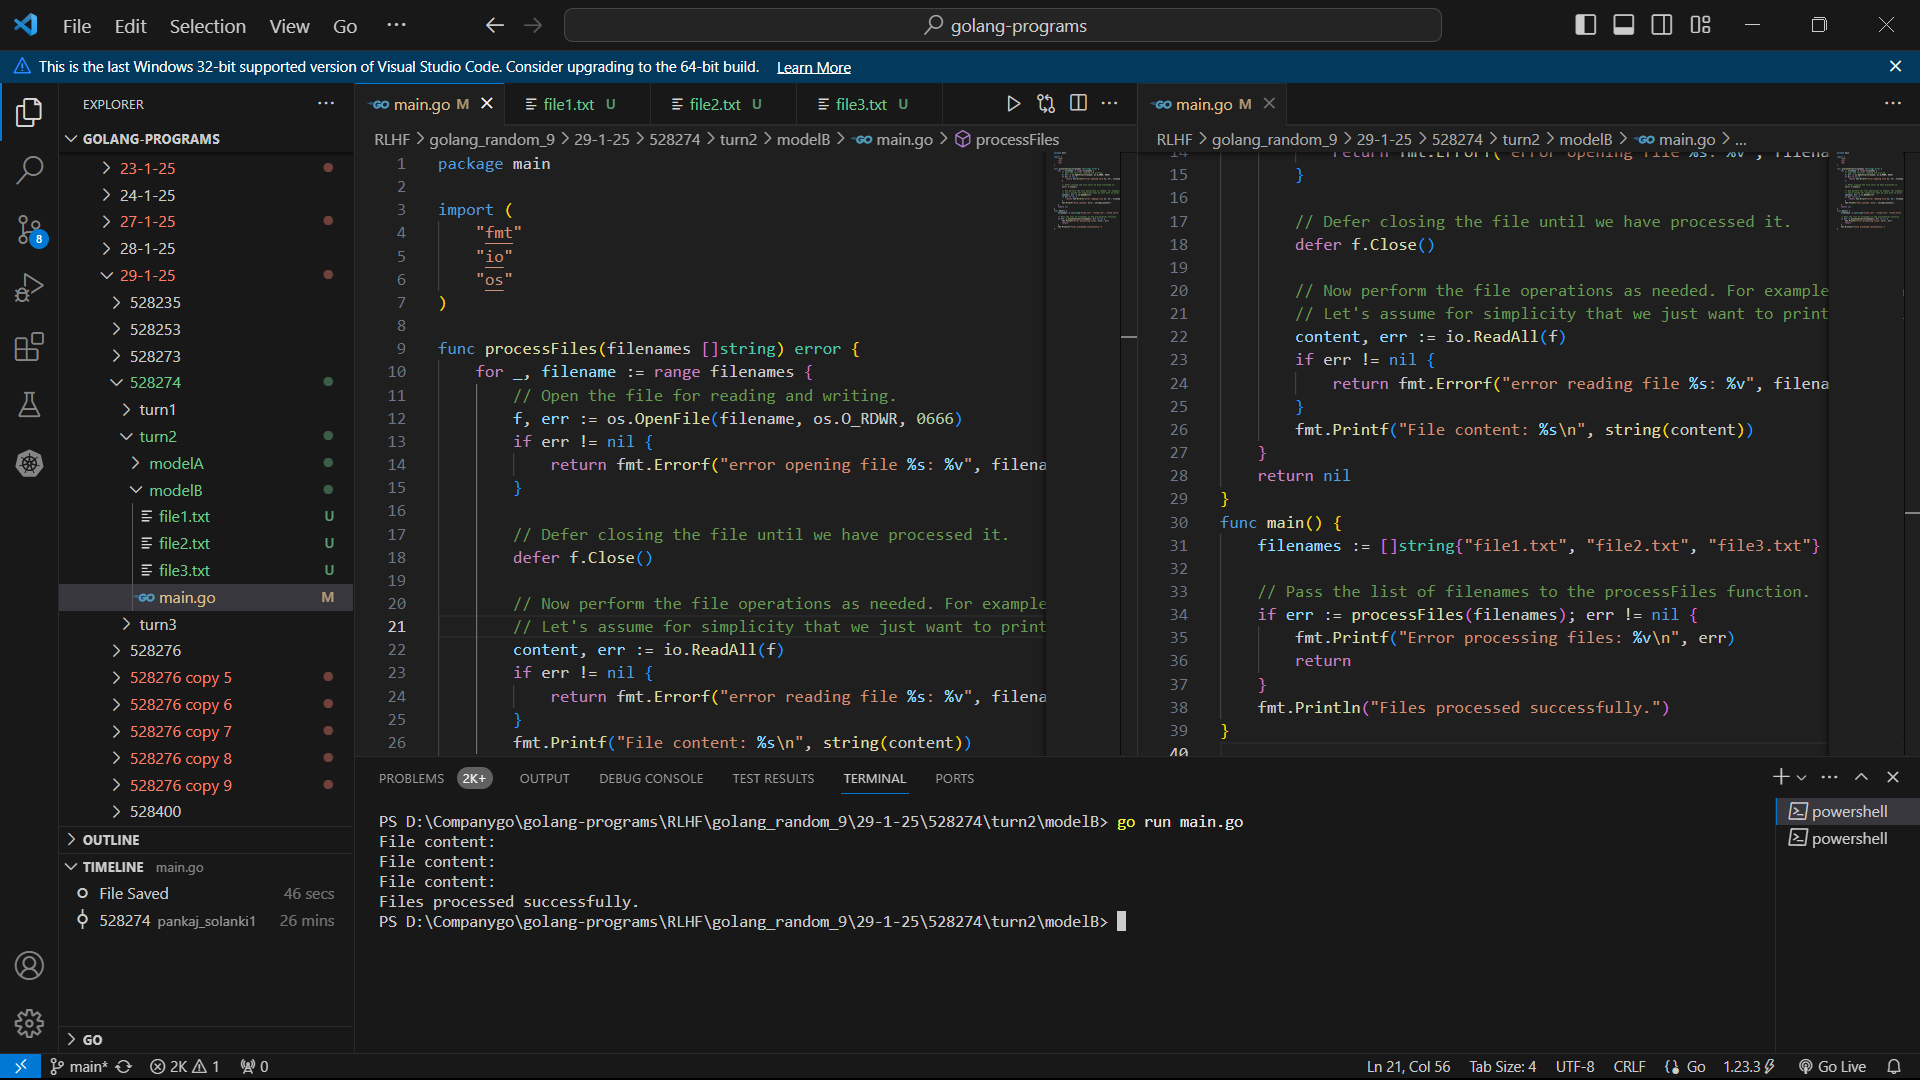 File Edit Selection View Go ···
golang-programs
This is the last Windows 32-bit supported version of Visual Studio Code. Consider upgrading to the 64-bit build. Learn More
EXPLORER
GOLANG-PROGRAMS
23-1-25
24-1-25
27-1-25
28-1-25
29-1-25
528235
528253
528273
528274
turn1
turn2
modelA
modelB
file1.txt U
file2.txt U
file3.txt U
main.go M
turn3
528276
528276 copy 5
528276 copy 6
528276 copy 7
528276 copy 8
528276 copy 9
528400
OUTLINE
TIMELINE main.go
File Saved 46 secs
528274 pankaj_solanki1 26 mins
GO
8
main.go M file1.txt U file2.txt U file3.txt U
RLHF > golang_random_9 > 29-1-25 > 528274 > turn2 > modelB > main.go > processFiles
1 package main
2
3 import (
4 "fmt"
5 "io"
6 "os"
7 )
8
9 func processFiles(filenames []string) error {
10 for _, filename := range filenames {
11 // Open the file for reading and writing.
12 f, err := os.OpenFile(filename, os.O_RDWR, 0666)
13 if err != nil {
14 return fmt.Errorf("error opening file %s: %v", filena
15 }
16
17 // Defer closing the file until we have processed it.
18 defer f.Close()
19
20 // Now perform the file operations as needed. For example
21 // Let's assume for simplicity that we just want to print
22 content, err := io.ReadAll(f)
23 if err != nil {
24 return fmt.Errorf("error reading file %s: %v", filena
25 }
26 fmt.Printf("File content: %s\n", string(content))
main.go M
RLHF > golang_random_9 > 29-1-25 > 528274 > turn2 > modelB > main.go > ...
14 return fmt.Errorf("error opening file %s: %v", filena
15 }
16
17 // Defer closing the file until we have processed it.
18 defer f.Close()
19
20 // Now perform the file operations as needed. For example
21 // Let's assume for simplicity that we just want to print
22 content, err := io.ReadAll(f)
23 if err != nil {
24 return fmt.Errorf("error reading file %s: %v", filena
25 }
26 fmt.Printf("File content: %s\n", string(content))
27 }
28 return nil
29 }
30 func main() {
31 filenames := []string{"file1.txt", "file2.txt", "file3.txt"}
32
33 // Pass the list of filenames to the processFiles function.
34 if err := processFiles(filenames); err != nil {
35 fmt.Printf("Error processing files: %v\n", err)
36 return
37 }
38 fmt.Println("Files processed successfully.")
39 }
40
PROBLEMS 2K+ OUTPUT DEBUG CONSOLE TEST RESULTS TERMINAL PORTS
PS D:\Companygo\golang-programs\RLHF\golang_random_9\29-1-25\528274\turn2\modelB> go run main.go
File content:
File content:
File content:
Files processed successfully.
PS D:\Companygo\golang-programs\RLHF\golang_random_9\29-1-25\528274\turn2\modelB>
powershell
powershell
main* 2K 1 0 Ln 21, Col 56 Tab Size: 4 UTF-8 CRLF Go 1.23.3 Go Live